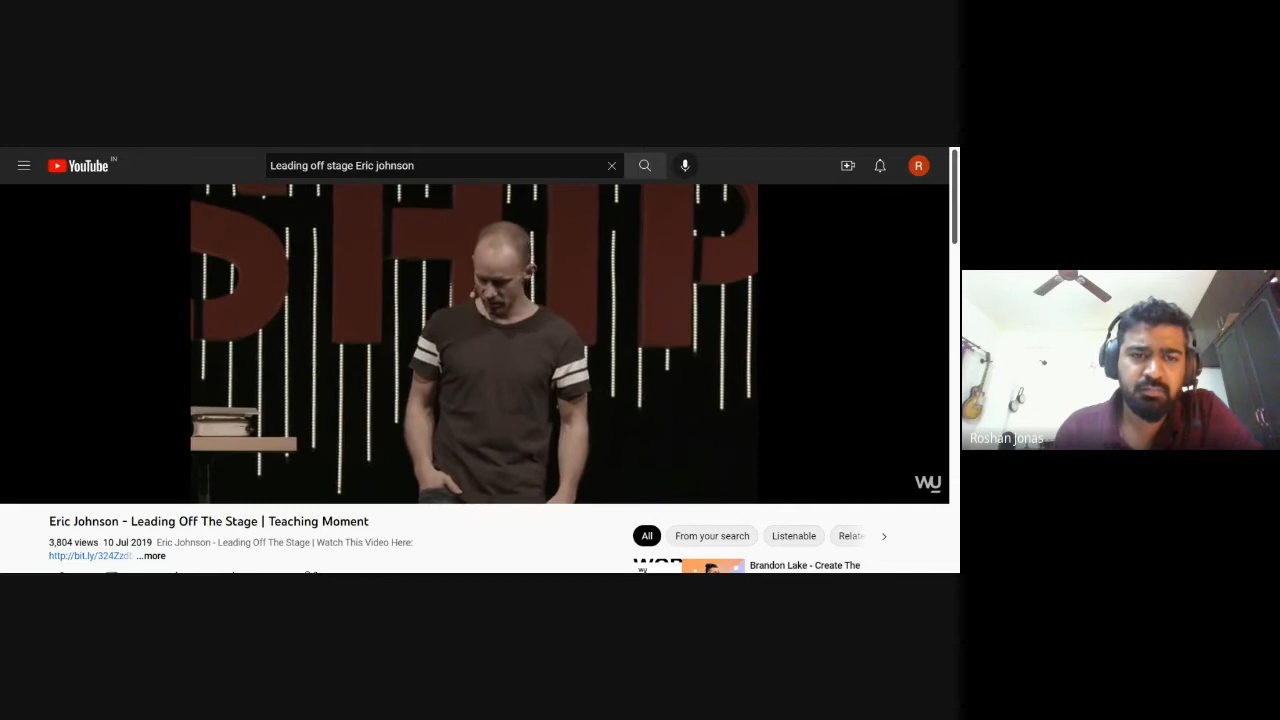 YouTube IN
Leading off stage Eric johnson
R
SHIP
WU
Eric Johnson - Leading Off The Stage | Teaching Moment
3,804 views 10 Jul 2019 Eric Johnson - Leading Off The Stage | Watch This Video Here:
...more
All
From your search
Listenable
Brandon Lake - Create The
WU
Roshan Jonas